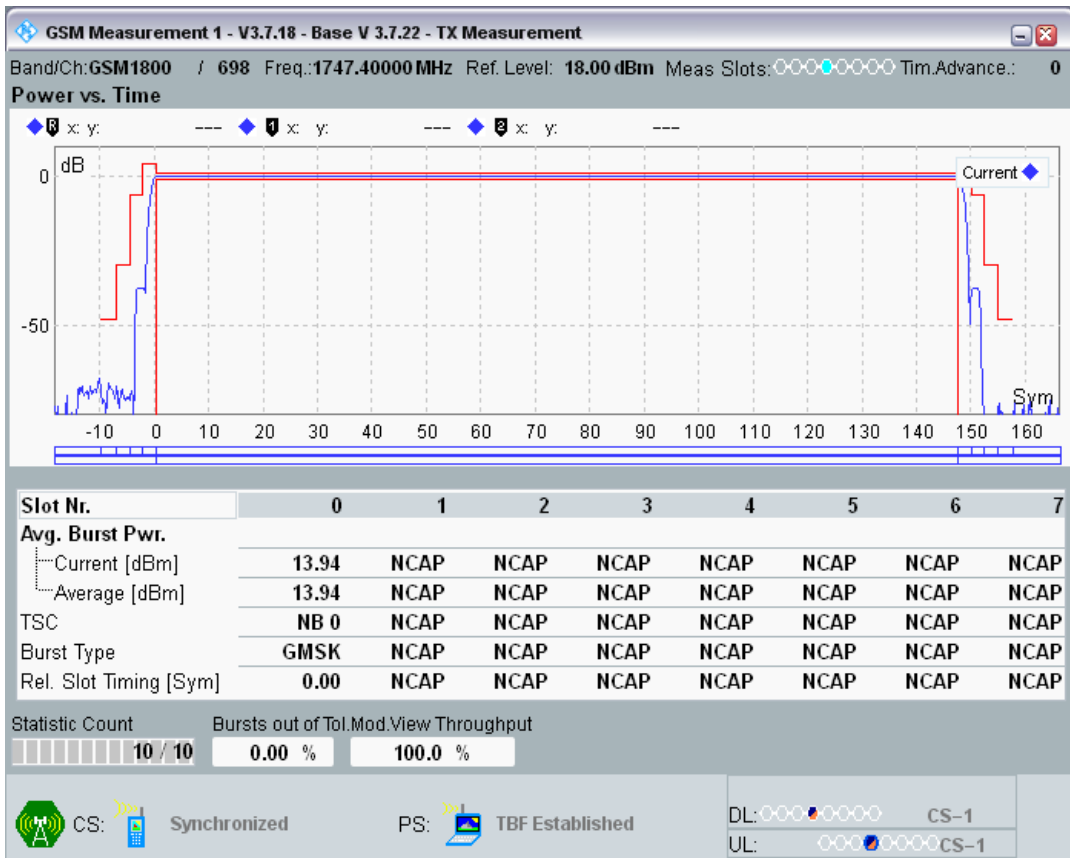 GSM Measurement 1 - V3.7.18 - Base V 3.7.22 - TX Measurement
Band/Ch:GSM1800 / 698 Freq.:1747.40000 MHz Ref. Level: 18.00 dBm Meas Slots: Tim.Advance.: 0
Power vs. Time
R x: y: --- 1 x: y: --- 2 x: y: ---
dB
Current
0
-50
Sym
-10 0 10 20 30 40 50 60 70 80 90 100 110 120 130 140 150 160
Slot Nr. 0 1 2 3 4 5 6 7
Avg. Burst Pwr.
Current [dBm] 13.94 NCAP NCAP NCAP NCAP NCAP NCAP NCAP
Average [dBm] 13.94 NCAP NCAP NCAP NCAP NCAP NCAP NCAP
TSC NB 0 NCAP NCAP NCAP NCAP NCAP NCAP NCAP
Burst Type GMSK NCAP NCAP NCAP NCAP NCAP NCAP NCAP
Rel. Slot Timing [Sym] 0.00 NCAP NCAP NCAP NCAP NCAP NCAP NCAP
Statistic Count Bursts out of Tol.Mod.View Throughput
10 / 10 0.00 % 100.0 %
CS: Synchronized PS: TBF Established
DL: CS-1
UL: CS-1